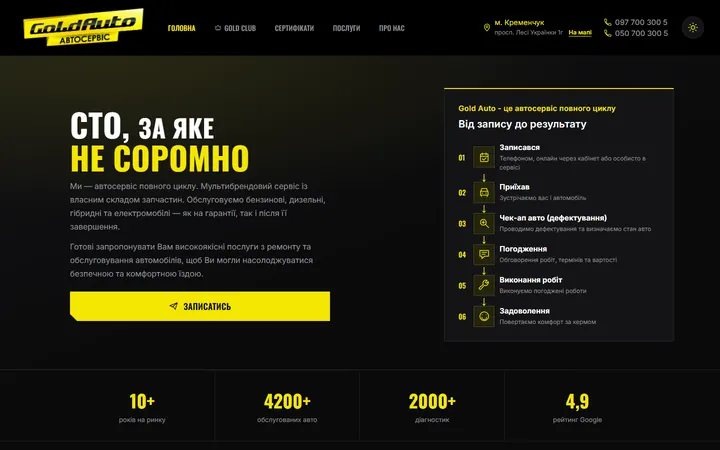 GoldAuto
АВТОСЕРВІС
ГОЛОВНА
GOLD CLUB
СЕРТИФІКАТИ
ПОСЛУГИ
ПРО НАС
м. Кременчук
просп. Лесі Українки 1г На мапі
097 700 300 5
050 700 300 5
СТО, ЗА ЯКЕ
НЕ СОРОМНО
Ми — автосервіс повного циклу. Мультибрендовий сервіс із
власним складом запчастин. Обслуговуємо бензинові, дизельні,
гібридні та електромобілі — як на гарантії, так і після її
завершення.
Готові запропонувати Вам високоякісні послуги з ремонту та
обслуговування автомобілів, щоб Ви могли насолоджуватися
безпечною та комфортною їздою.
ЗАПИСАТИСЬ
Gold Auto - це автосервіс повного циклу
Від запису до результату
01
Записався
Телефоном, онлайн через кабінет або особисто в
сервісі
02
Приїхав
Зустрічаємо вас і автомобіль
03
Чек-ап авто (дефектування)
Проводимо дефектування та визначаємо стан авто
04
Погодження
Обговорення робіт, термінів та вартості
05
Виконання робіт
Виконуємо погоджені роботи
06
Задоволення
Повертаємо комфорт за кермом
10+
років на ринку
4200+
обслугованих авто
2000+
діагностик
4,9
рейтинг Google